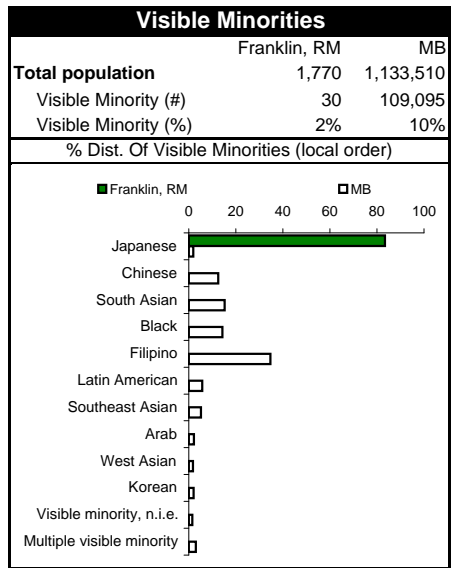 Visible Minorities
Franklin, RM MB
Total population 1,770 1,133,510
Visible Minority (#) 30 109,095
Visible Minority (%) 2% 10%
% Dist. Of Visible Minorities (local order)
Franklin, RM MB
0 20 40 60 80 100
Japanese
Chinese
South Asian
Black
Filipino
Latin American
Southeast Asian
Arab
West Asian
Korean
Visible minority, n.i.e.
Multiple visible minority